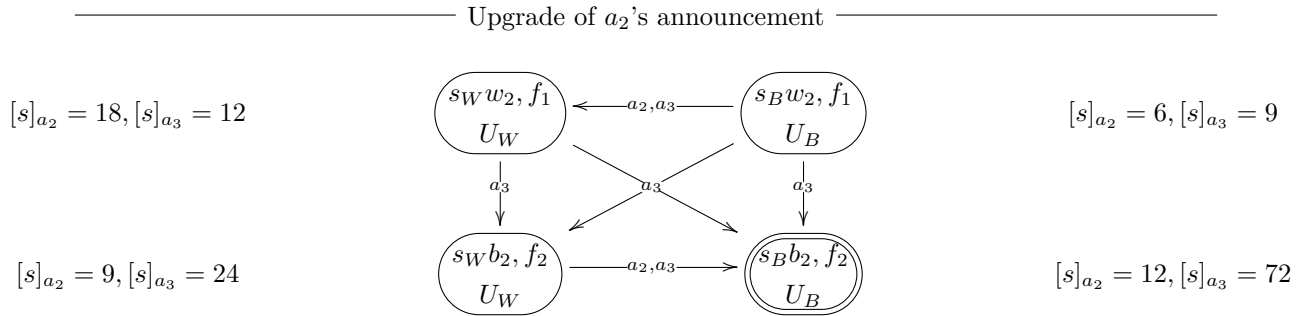 Upgrade of a₂'s announcement
[s]ₐ₂ = 18, [s]ₐ₃ = 12
s_W w₂, f₁
U_W
a₂,a₃
s_B w₂, f₁
U_B
[s]ₐ₂ = 6, [s]ₐ₃ = 9
a₃
a₃
a₃
[s]ₐ₂ = 9, [s]ₐ₃ = 24
s_W b₂, f₂
U_W
a₂,a₃
s_B b₂, f₂
U_B
[s]ₐ₂ = 12, [s]ₐ₃ = 72